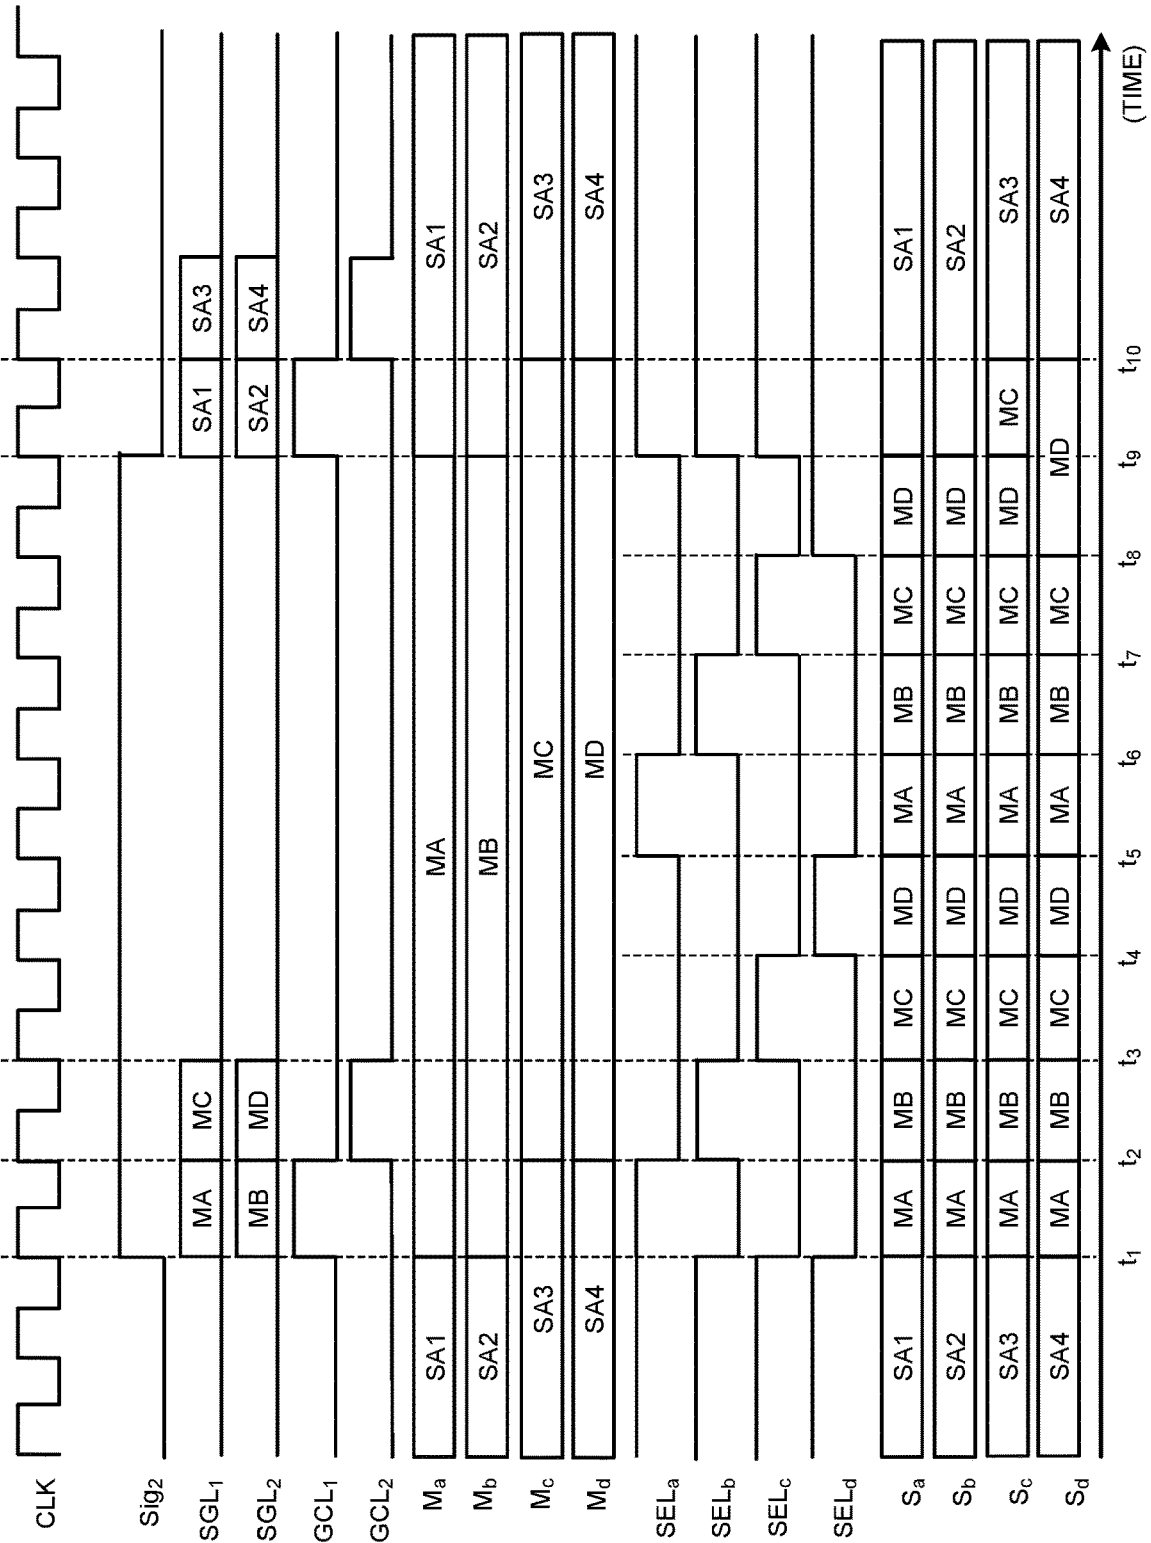 CLK
Sig2
SGL1 MA MC SA1 SA3
SGL2 MB MD SA2 SA4
GCL1
GCL2
Ma SA1 MA SA1
Mb SA2 MB SA2
Mc SA3 MC SA3
Md SA4 MD SA4
SELa
SELb
SELc
SELd
Sa SA1 MA MB MC MD MA MB MC MD SA1
Sb SA2 MA MB MC MD MA MB MC MD SA2
Sc SA3 MA MB MC MD MA MB MC MD MC SA3
Sd SA4 MA MB MC MD MA MB MC MD SA4
t1 t2 t3 t4 t5 t6 t7 t8 t9 t10 (TIME)